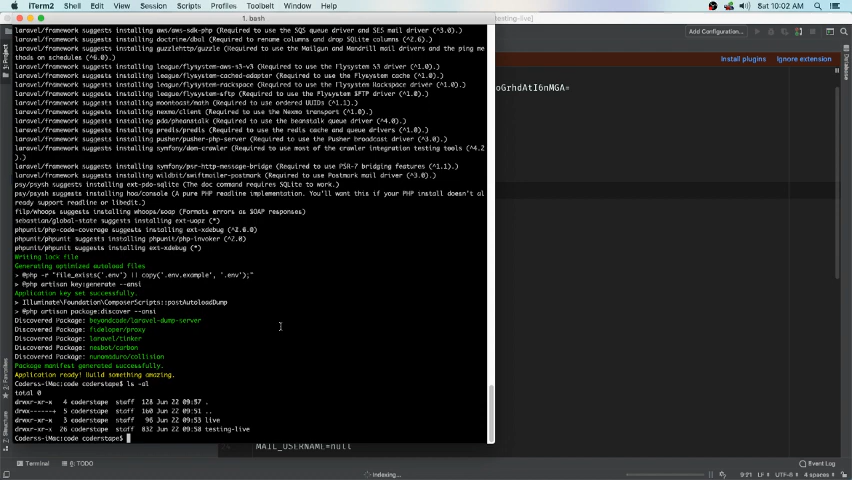 iTerm2 Shell Edit View Session Scripts Profiles Toolbelt Window Help Sat 10:02 AM
1. bash
testing-live]
Add Configuration...
Install plugins Ignore extension
laravel/framework suggests installing aws/aws-sdk-php (Required to use the SQS queue driver and SES mail driver (^3.0).)
laravel/framework suggests installing doctrine/dbal (Required to rename columns and drop SQLite columns (^2.6).)
laravel/framework suggests installing guzzlehttp/guzzle (Required to use the Mailgun and Mandrill mail drivers and the ping me
thods on schedules (^6.0).)
laravel/framework suggests installing league/flysystem-aws-s3-v3 (Required to use the Flysystem S3 driver (^1.0).)
laravel/framework suggests installing league/flysystem-cached-adapter (Required to use the Flysystem cache (^1.0).)
laravel/framework suggests installing league/flysystem-rackspace (Required to use the Flysystem Rackspace driver (^1.0).)
laravel/framework suggests installing league/flysystem-sftp (Required to use the Flysystem SFTP driver (^1.0).)
laravel/framework suggests installing moontoast/math (Required to use ordered UUIDs (^1.1).)
laravel/framework suggests installing nexmo/client (Required to use the Nexmo transport (^1.0).)
laravel/framework suggests installing pda/pheanstalk (Required to use the beanstalk queue driver (^4.0).)
laravel/framework suggests installing predis/predis (Required to use the redis cache and queue drivers (^1.0).)
laravel/framework suggests installing pusher/pusher-php-server (Required to use the Pusher broadcast driver (^3.0).)
laravel/framework suggests installing symfony/dom-crawler (Required to use most of the crawler integration testing tools (^4.2
).)
laravel/framework suggests installing symfony/psr-http-message-bridge (Required to use PSR-7 bridging features (^1.1).)
laravel/framework suggests installing wildbit/swiftmailer-postmark (Required to use Postmark mail driver (^3.0).)
psy/psysh suggests installing ext-pdo-sqlite (The doc command requires SQLite to work.)
psy/psysh suggests installing hoa/console (A pure PHP readline implementation. You'll want this if your PHP install doesn't al
ready support readline or libedit.)
filp/whoops suggests installing whoops/soap (Formats errors as SOAP responses)
sebastian/global-state suggests installing ext-uopz (*)
phpunit/php-code-coverage suggests installing ext-xdebug (^2.6.0)
phpunit/phpunit suggests installing phpunit/php-invoker (^2.0)
phpunit/phpunit suggests installing ext-xdebug (*)
Writing lock file
Generating optimized autoload files
> @php -r "file_exists('.env') || copy('.env.example', '.env');"
> @php artisan key:generate --ansi
Application key set successfully.
> Illuminate\Foundation\ComposerScripts::postAutoloadDump
> @php artisan package:discover --ansi
Discovered Package: beyondcode/laravel-dump-server
Discovered Package: fideloper/proxy
Discovered Package: laravel/tinker
Discovered Package: nesbot/carbon
Discovered Package: nunomaduro/collision
Package manifest generated successfully.
Application ready! Build something amazing.
Coderss-iMac:code coderstape$ ls -al
total 0
drwxr-xr-x 4 coderstape staff 128 Jun 22 09:57 .
drwx------+ 5 coderstape staff 160 Jun 22 09:51 ..
drwxr-xr-x 3 coderstape staff 96 Jun 22 09:53 live
drwxr-xr-x 26 coderstape staff 832 Jun 22 09:58 testing-live
Coderss-iMac:code coderstape$
oGrhdAtI6nMGA=
1: Project
Database
2: Favorites
7: Structure
24 MAIL_USERNAME=null
Terminal 6: TODO Event Log
Indexing... 9:21 LF UTF-8 4 spaces